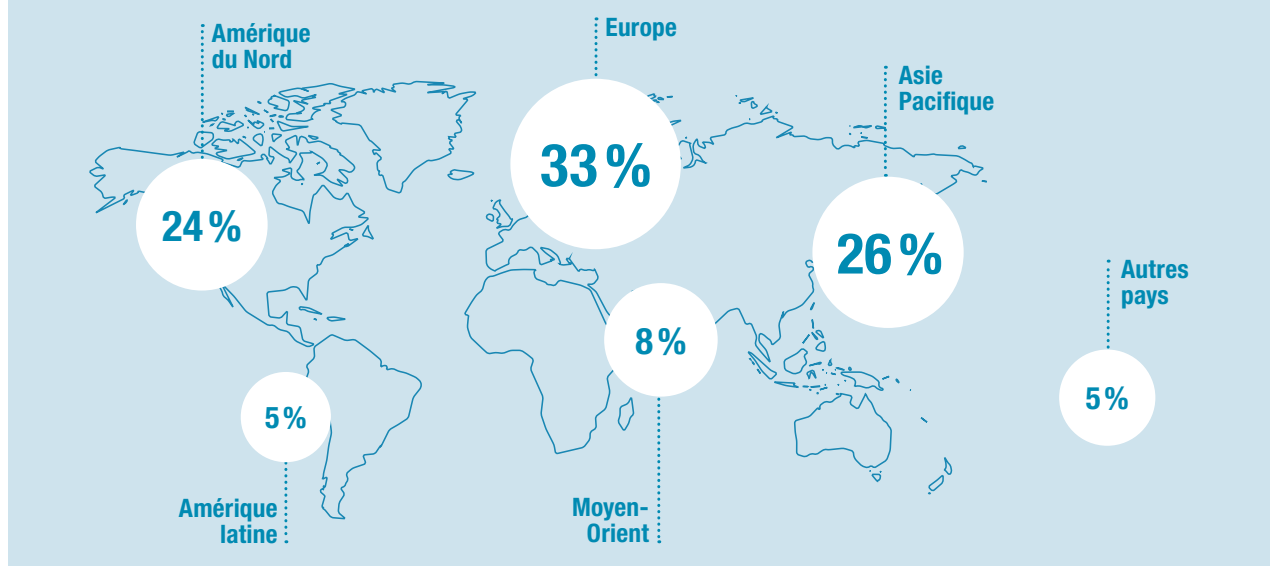 Amérique
du Nord
24 %
Europe
33 %
Asie
Pacifique
26 %
Autres
pays
5 %
8 %
Moyen-
Orient
5 %
Amérique
latine